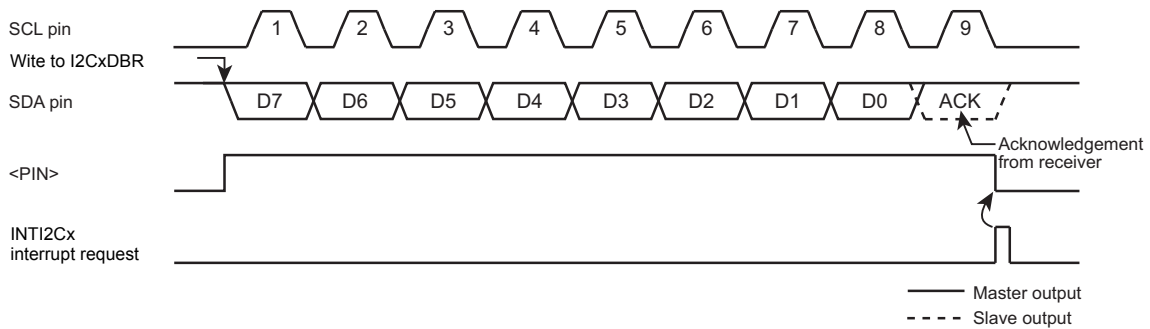 SCL pin
1 2 3 4 5 6 7 8 9
Wite to I2CxDBR
SDA pin
D7 D6 D5 D4 D3 D2 D1 D0 ACK
Acknowledgement
from receiver
<PIN>
INTI2Cx
interrupt request
Master output
Slave output